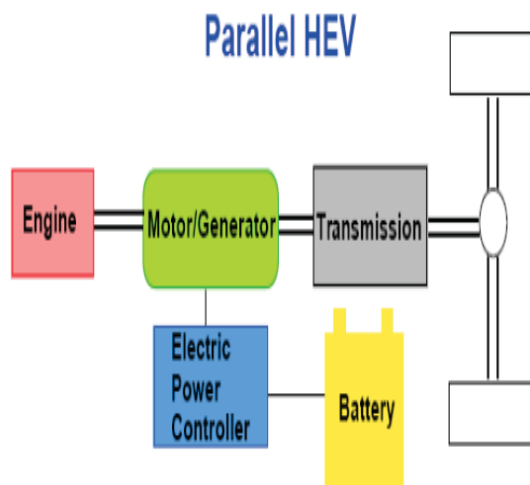 Parallel HEV
Engine
Motor/Generator
Transmission
Electric
Power
Controller
Battery